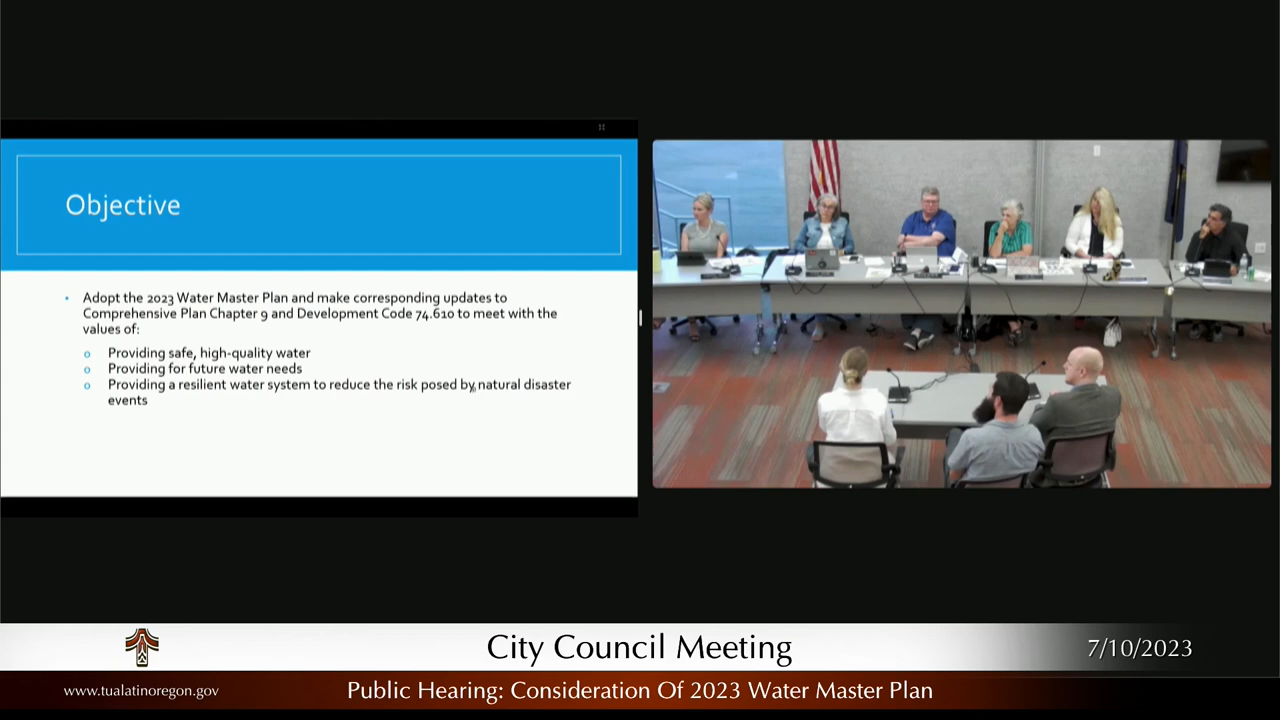 Objective
Adopt the 2023 Water Master Plan and make corresponding updates to
Comprehensive Plan Chapter 9 and Development Code 74.610 to meet with the
values of:
Providing safe, high-quality water
Providing for future water needs
Providing a resilient water system to reduce the risk posed by natural disaster
events
City Council Meeting
7/10/2023
www.tualatinoregon.gov
Public Hearing: Consideration Of 2023 Water Master Plan